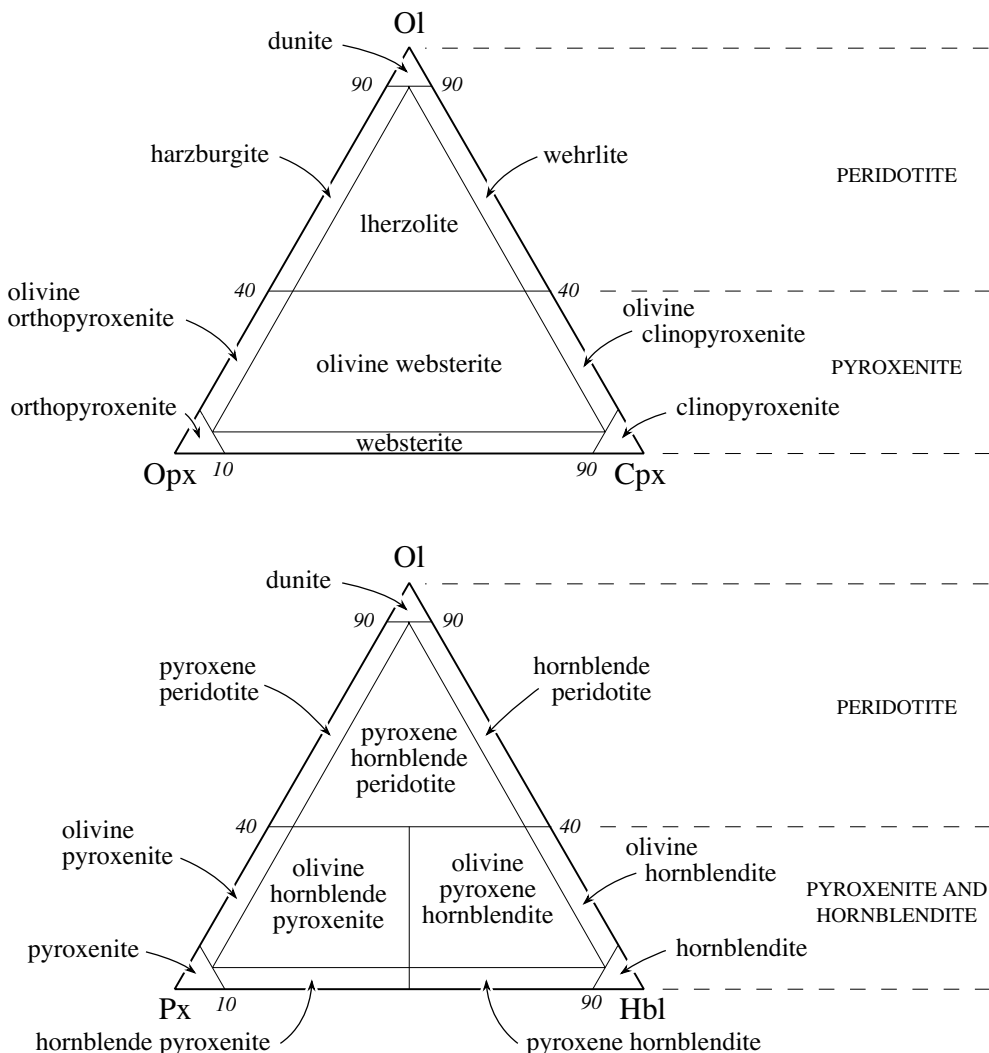 Ol
dunite
90
90
harzburgite
wehrlite
PERIDOTITE
lherzolite
40
40
olivine
orthopyroxenite
olivine
clinopyroxenite
olivine websterite
PYROXENITE
orthopyroxenite
clinopyroxenite
websterite
Opx
10
90
Cpx
Ol
dunite
90
90
pyroxene
peridotite
hornblende
peridotite
PERIDOTITE
pyroxene
hornblende
peridotite
40
40
olivine
pyroxenite
olivine
hornblendite
olivine
hornblende
pyroxenite
olivine
pyroxene
hornblendite
PYROXENITE AND
HORNBLENDITE
pyroxenite
hornblendite
Px
10
90
Hbl
hornblende pyroxenite
pyroxene hornblendite